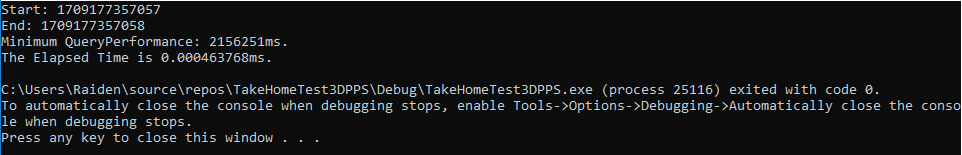 Start: 1709177357057
End: 1709177357058
Minimum QueryPerformance: 2156251ms.
The Elapsed Time is 0.000463768ms.
C:\Users\Raiden\source\repos\TakeHomeTest3DPPS\Debug\TakeHomeTest3DPPS.exe (process 25116) exited with code 0.
To automatically close the console when debugging stops, enable Tools->Options->Debugging->Automatically close the conso
le when debugging stops.
Press any key to close this window . . .